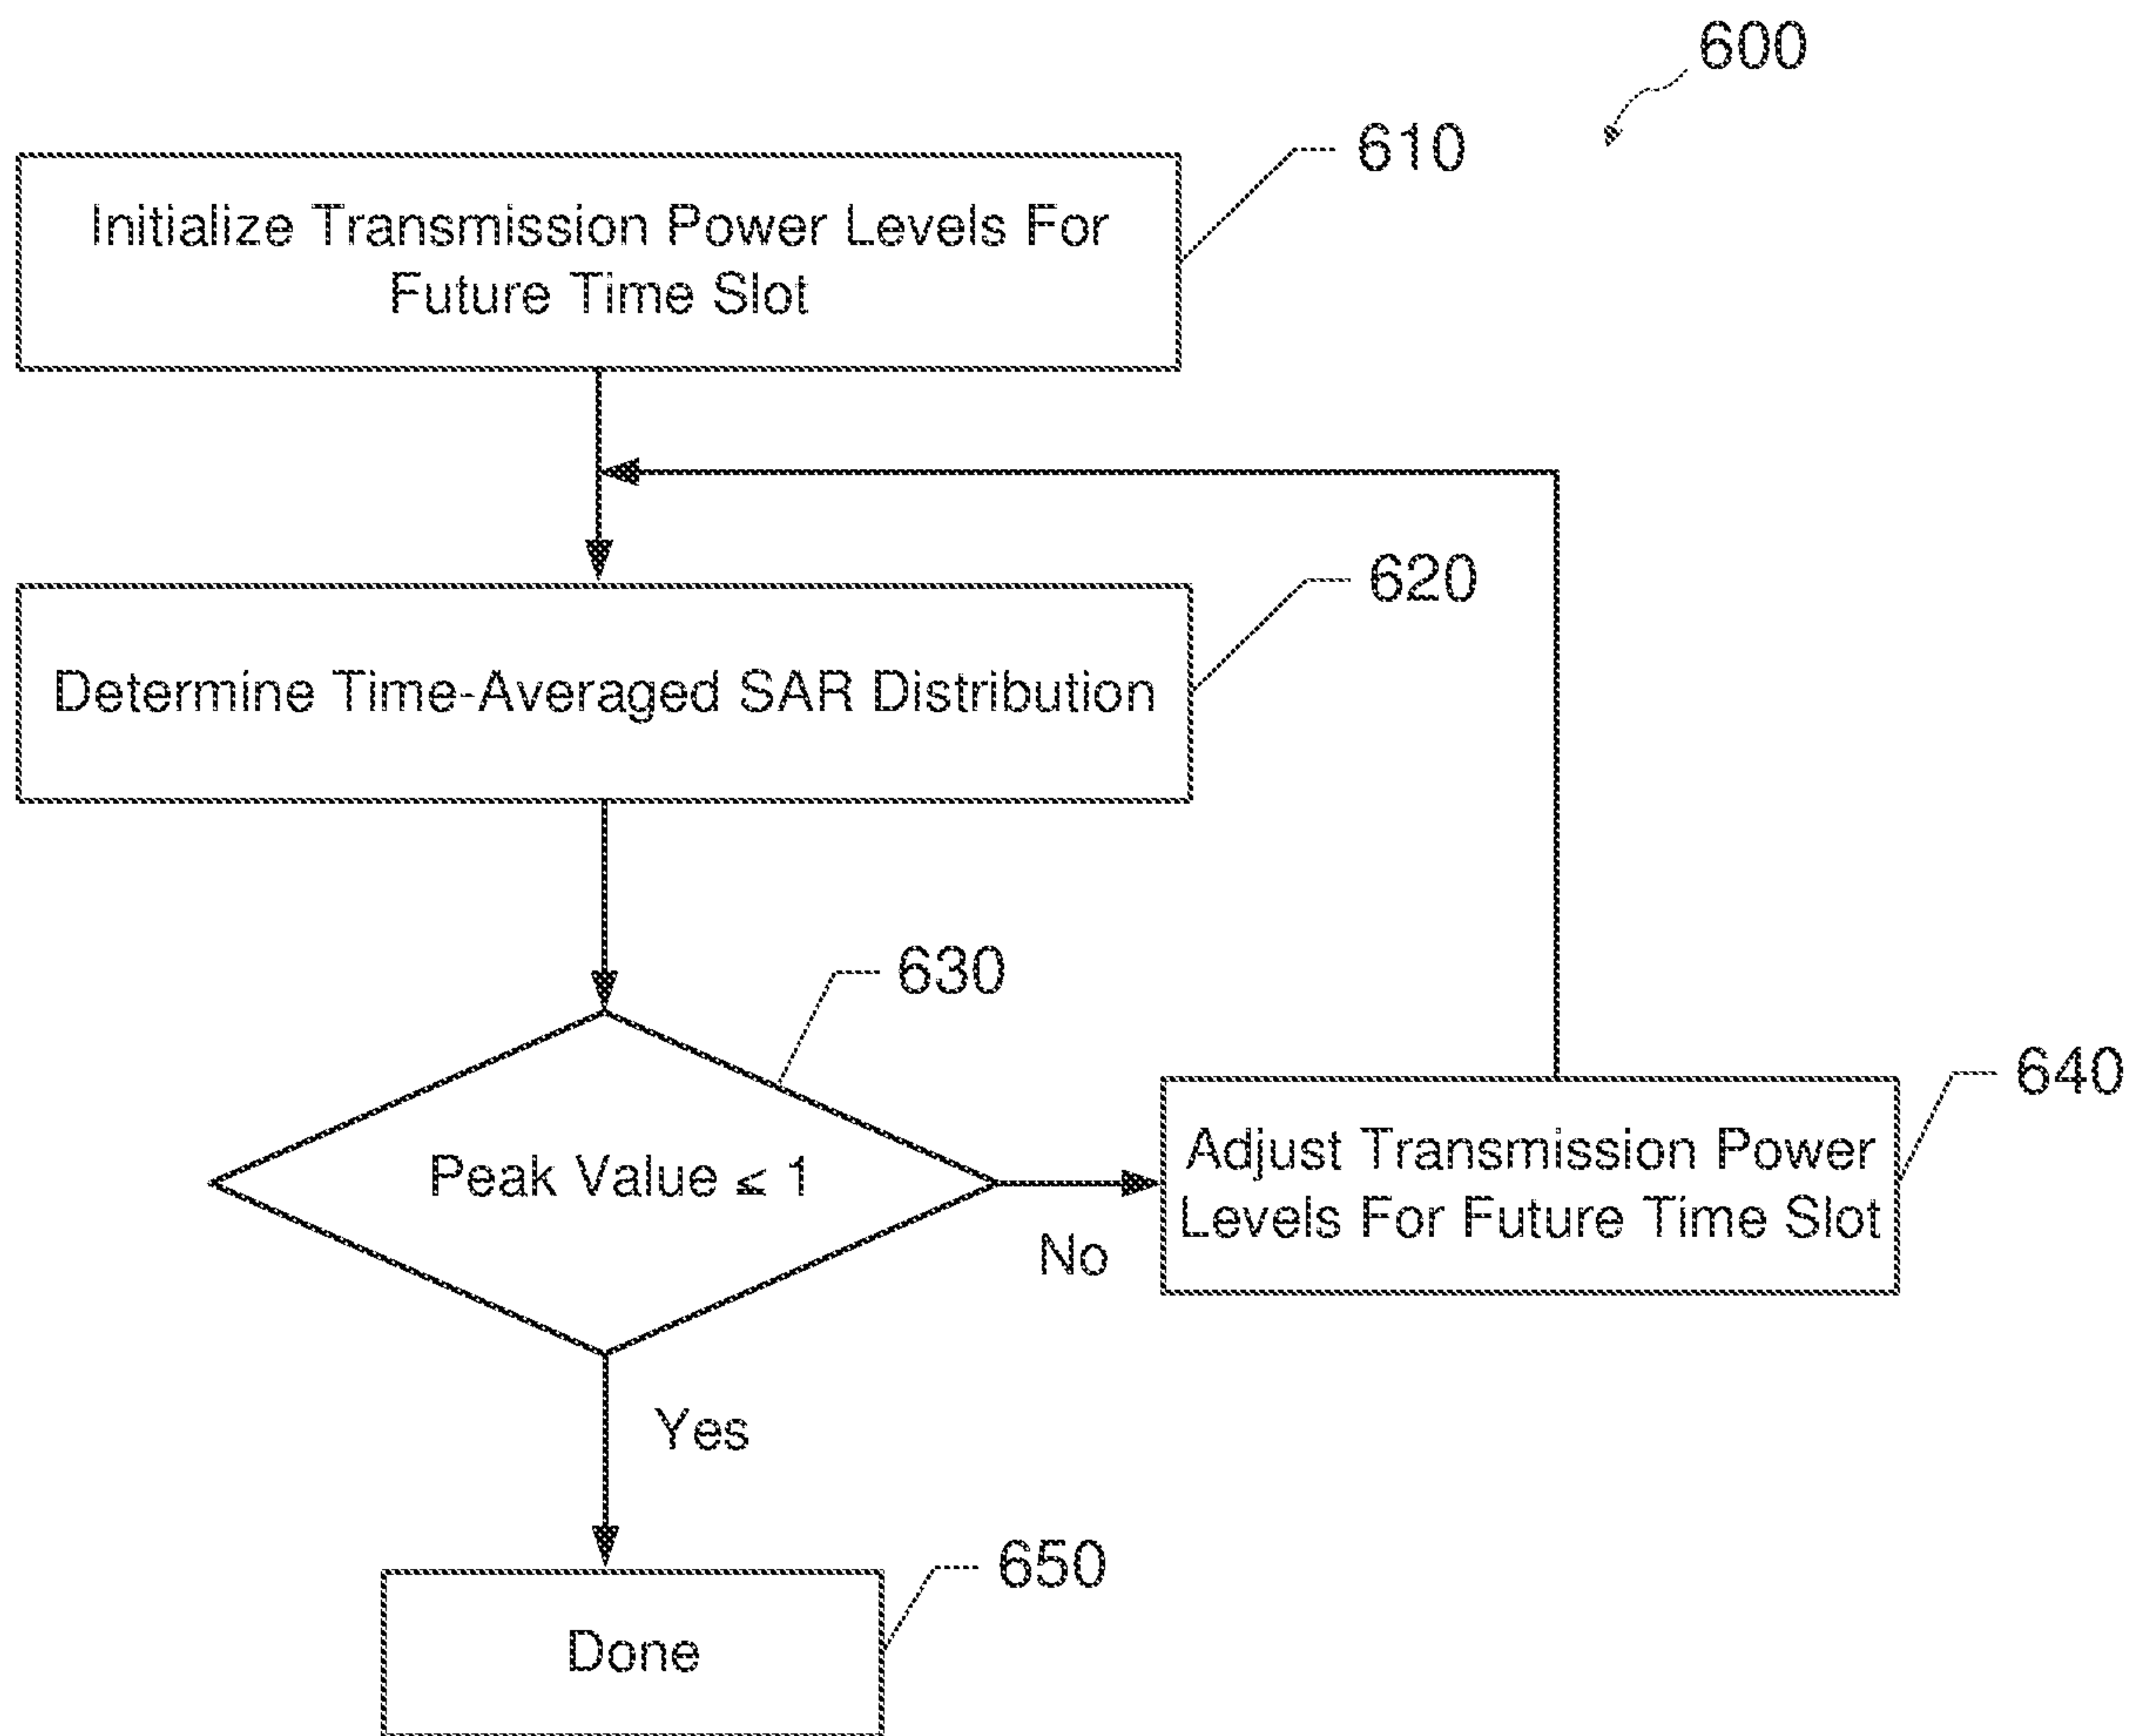 600
610
Initialize Transmission Power Levels For
Future Time Slot
620
Determine Time-Averaged SAR Distribution
630
Peak Value ≤ 1
No
640
Adjust Transmission Power
Levels For Future Time Slot
Yes
650
Done